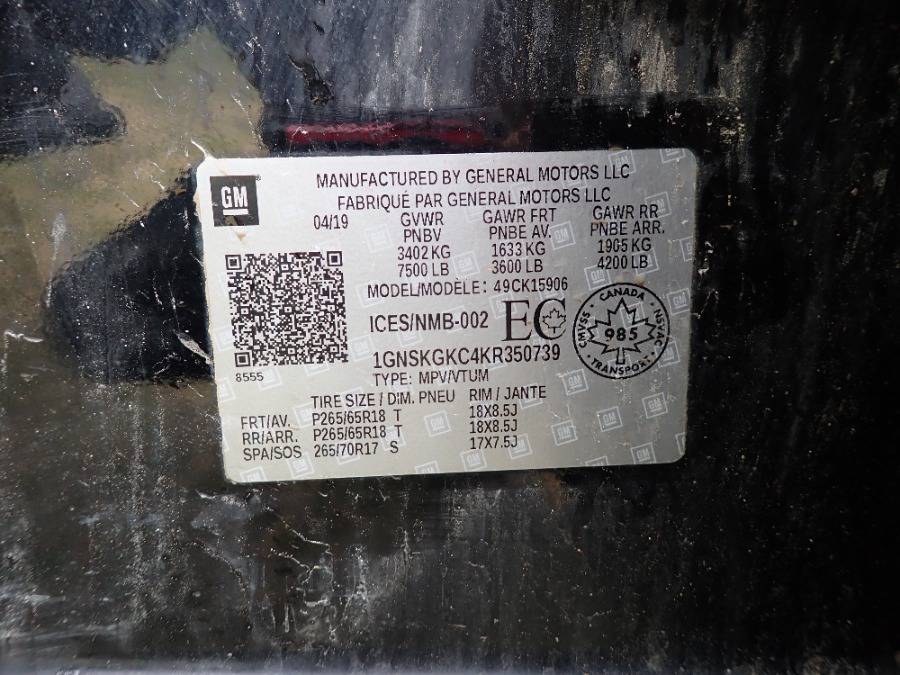 GM
MANUFACTURED BY GENERAL MOTORS LLC
FABRIQUÉ PAR GENERAL MOTORS LLC
04/19 GVWR GAWR FRT GAWR RR
PNBV PNBE AV. PNBE ARR.
3402 KG 1633 KG 1905 KG
7500 LB 3600 LB 4200 LB
MODEL/MODÈLE: 49CK15906
ICES/NMB-002 EC
CANADA
CMVSS 985 NSVAC
TRANSPORT
1GNSKGKC4KR350739
8555 TYPE: MPV/VTUM
TIRE SIZE / DIM. PNEU RIM / JANTE
FRT/AV. P265/65R18 T 18X8.5J
RR/ARR. P265/65R18 T 18X8.5J
SPA/SOS 265/70R17 S 17X7.5J